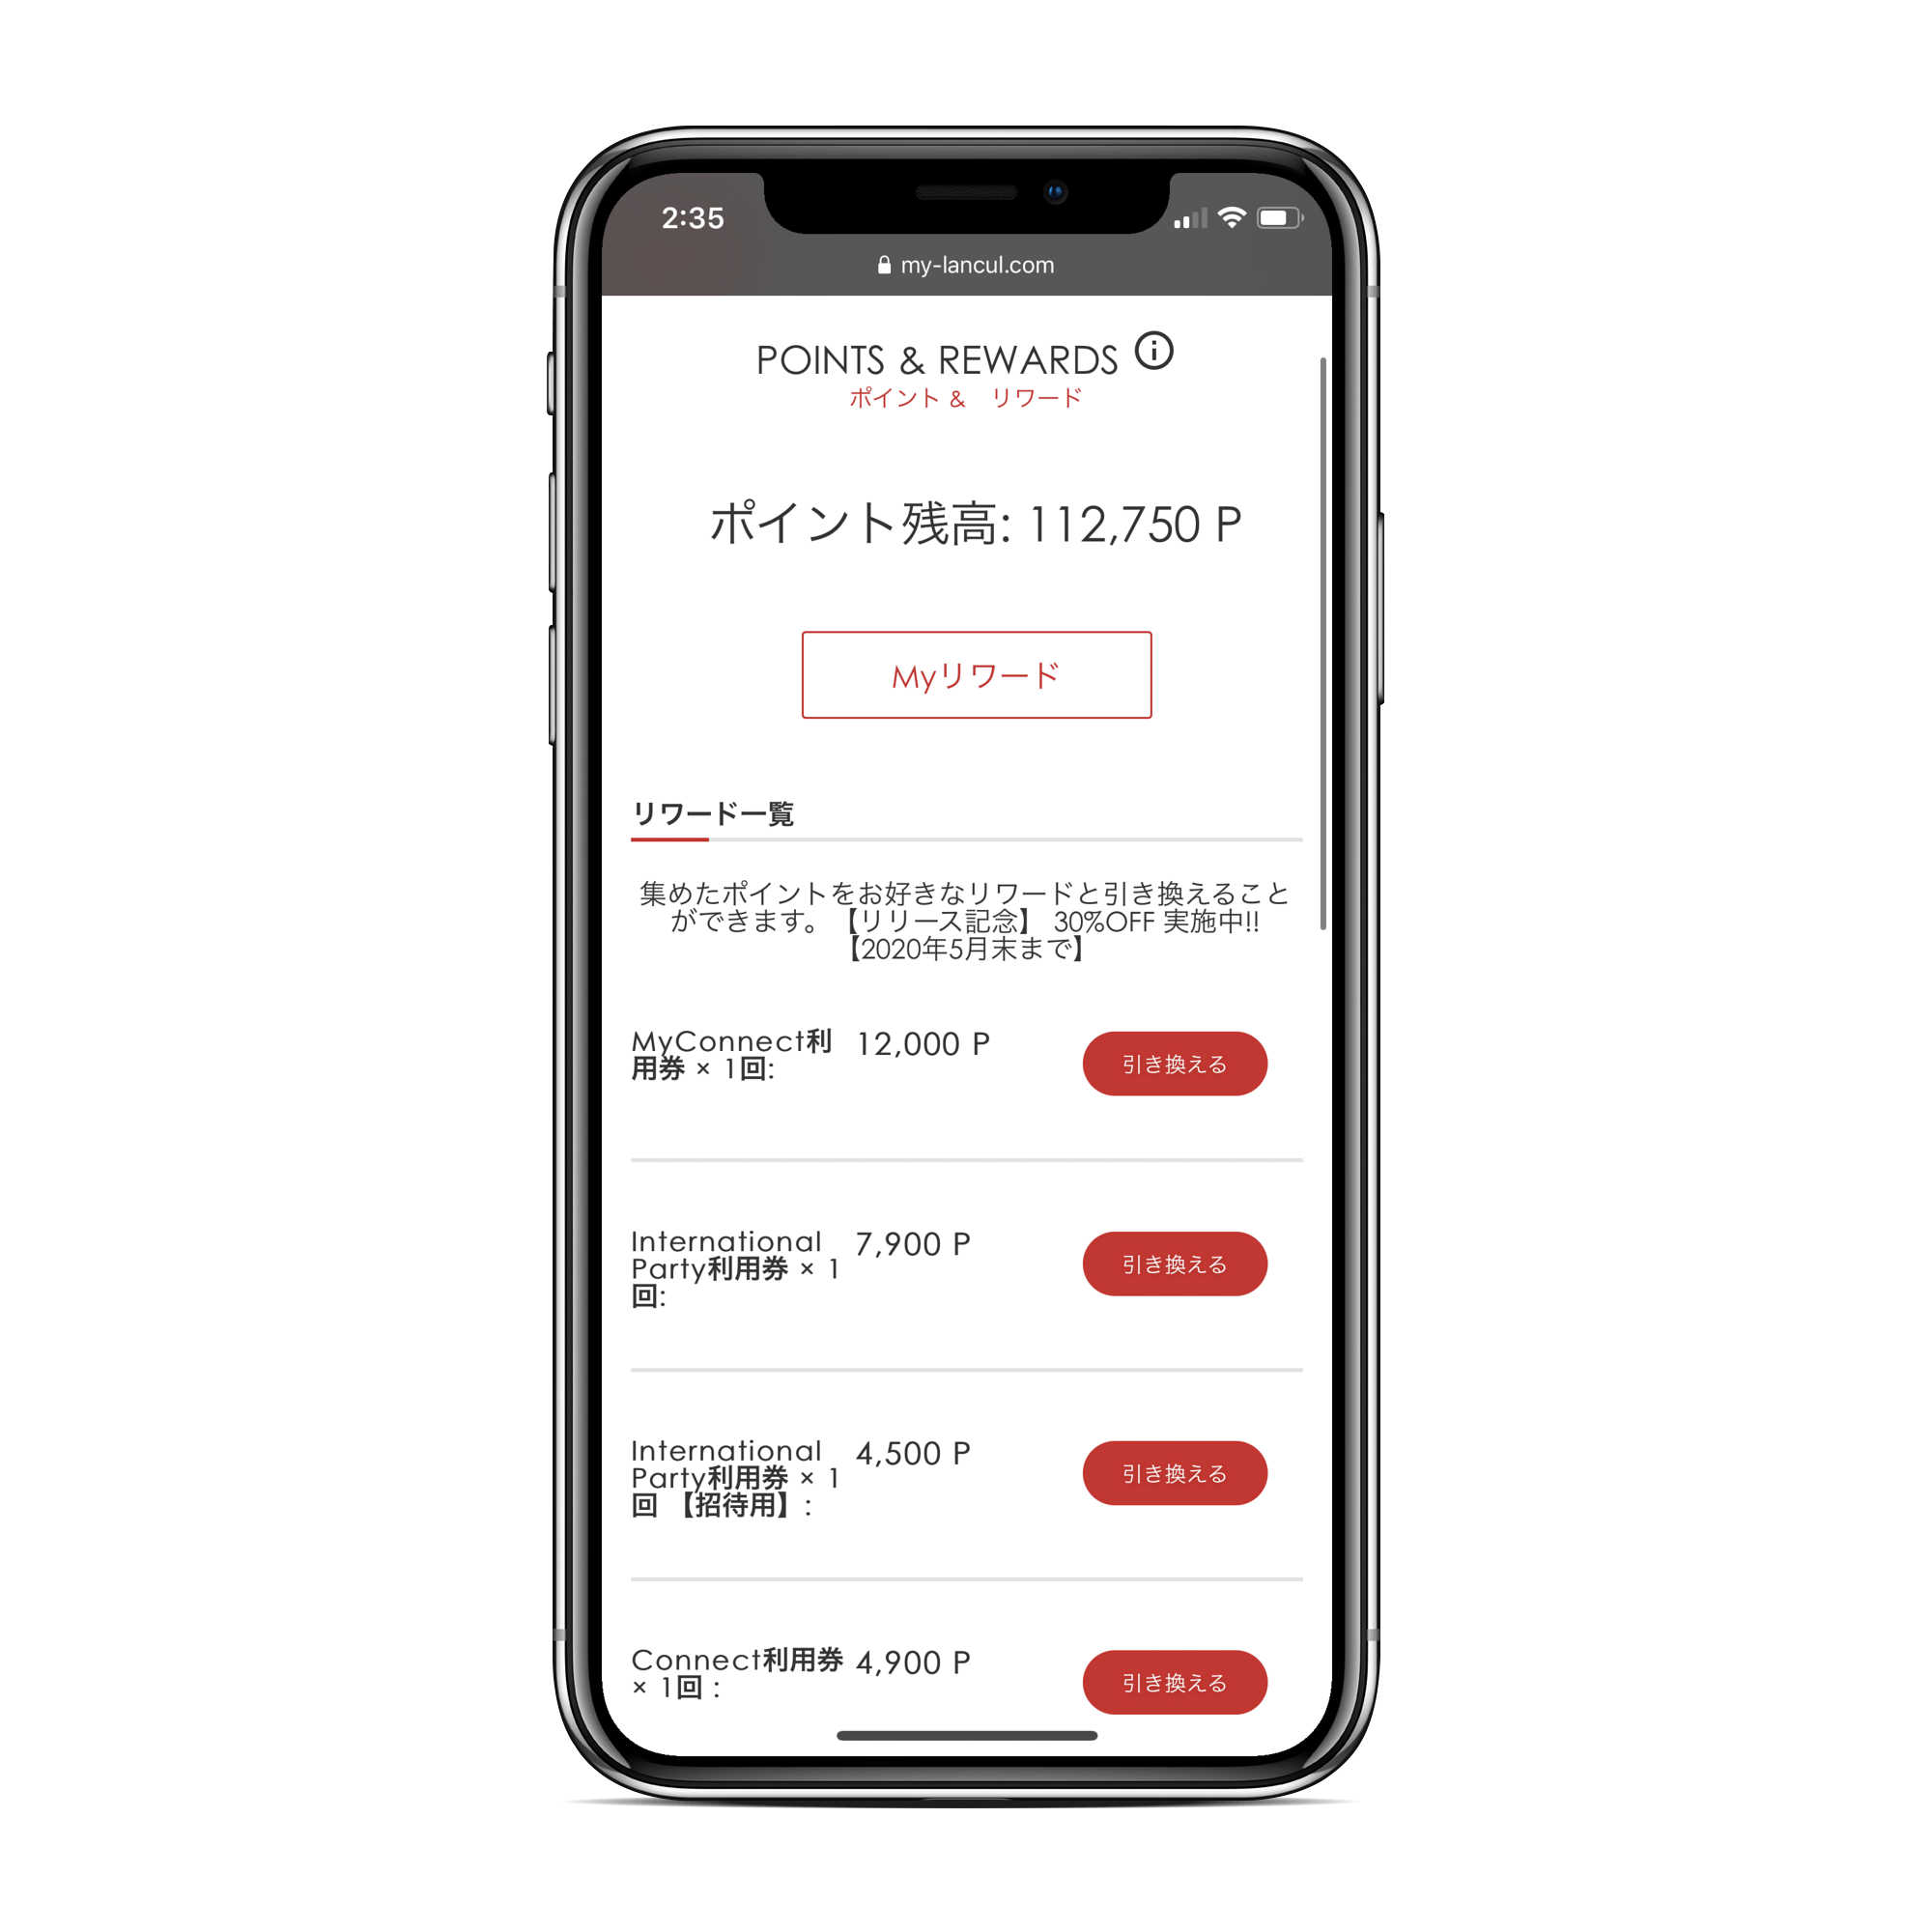 2:35
my-lancul.com
POINTS & REWARDS
ポイント &　リワード
ポイント残高: 112,750 P
Myリワード
リワード一覧
集めたポイントをお好きなリワードと引き換えること
ができます。【リリース記念】 30%OFF 実施中!!
【2020年5月末まで】
MyConnect利
用券 × 1回:
12,000 P
引き換える
International
Party利用券 × 1
回:
7,900 P
引き換える
International
Party利用券 × 1
回 【招待用】:
4,500 P
引き換える
Connect利用券
× 1回 :
4,900 P
引き換える